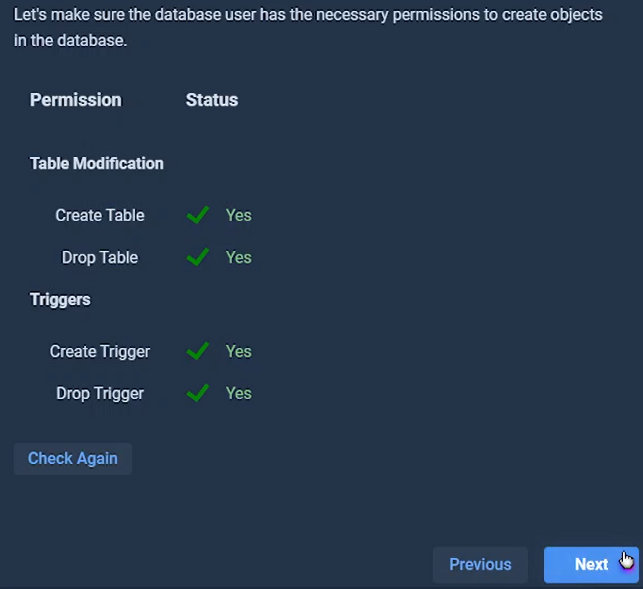 Let's make sure the database user has the necessary permissions to create objects
in the database.
Permission Status
Table Modification
Create Table Yes
Drop Table Yes
Triggers
Create Trigger Yes
Drop Trigger Yes
Check Again
Previous Next